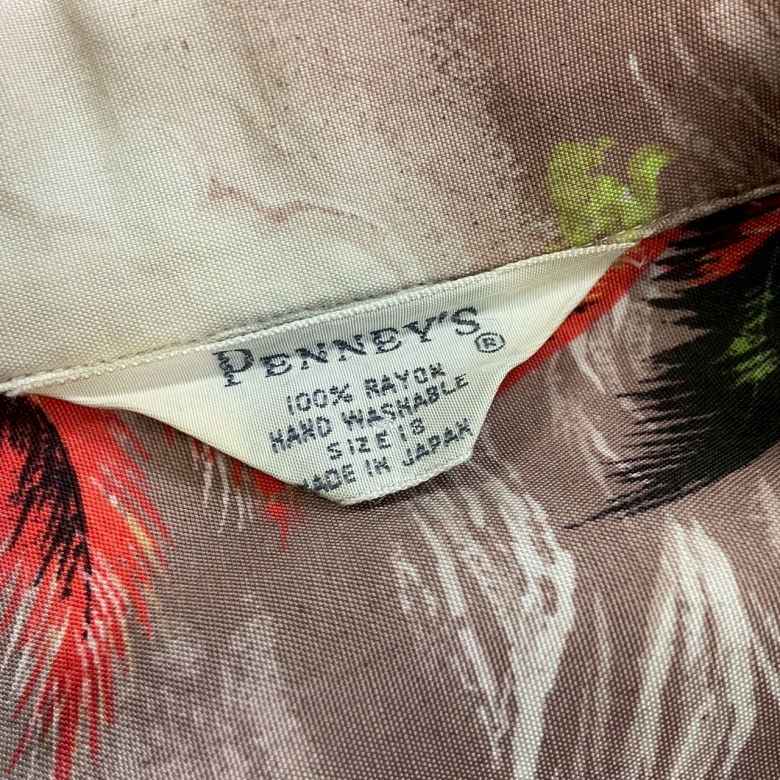 PENNEY'S ®
100% RAYON
HAND WASHABLE
SIZE 18
MADE IN JAPAN